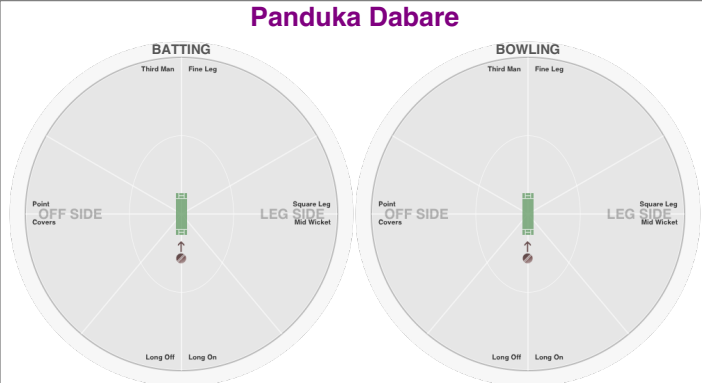 Panduka Dabare
BATTING
Third Man Fine Leg
Point
OFF SIDE
Covers
Square Leg
LEG SIDE
Mid Wicket
Long Off Long On
BOWLING
Third Man Fine Leg
Point
OFF SIDE
Covers
Square Leg
LEG SIDE
Mid Wicket
Long Off Long On